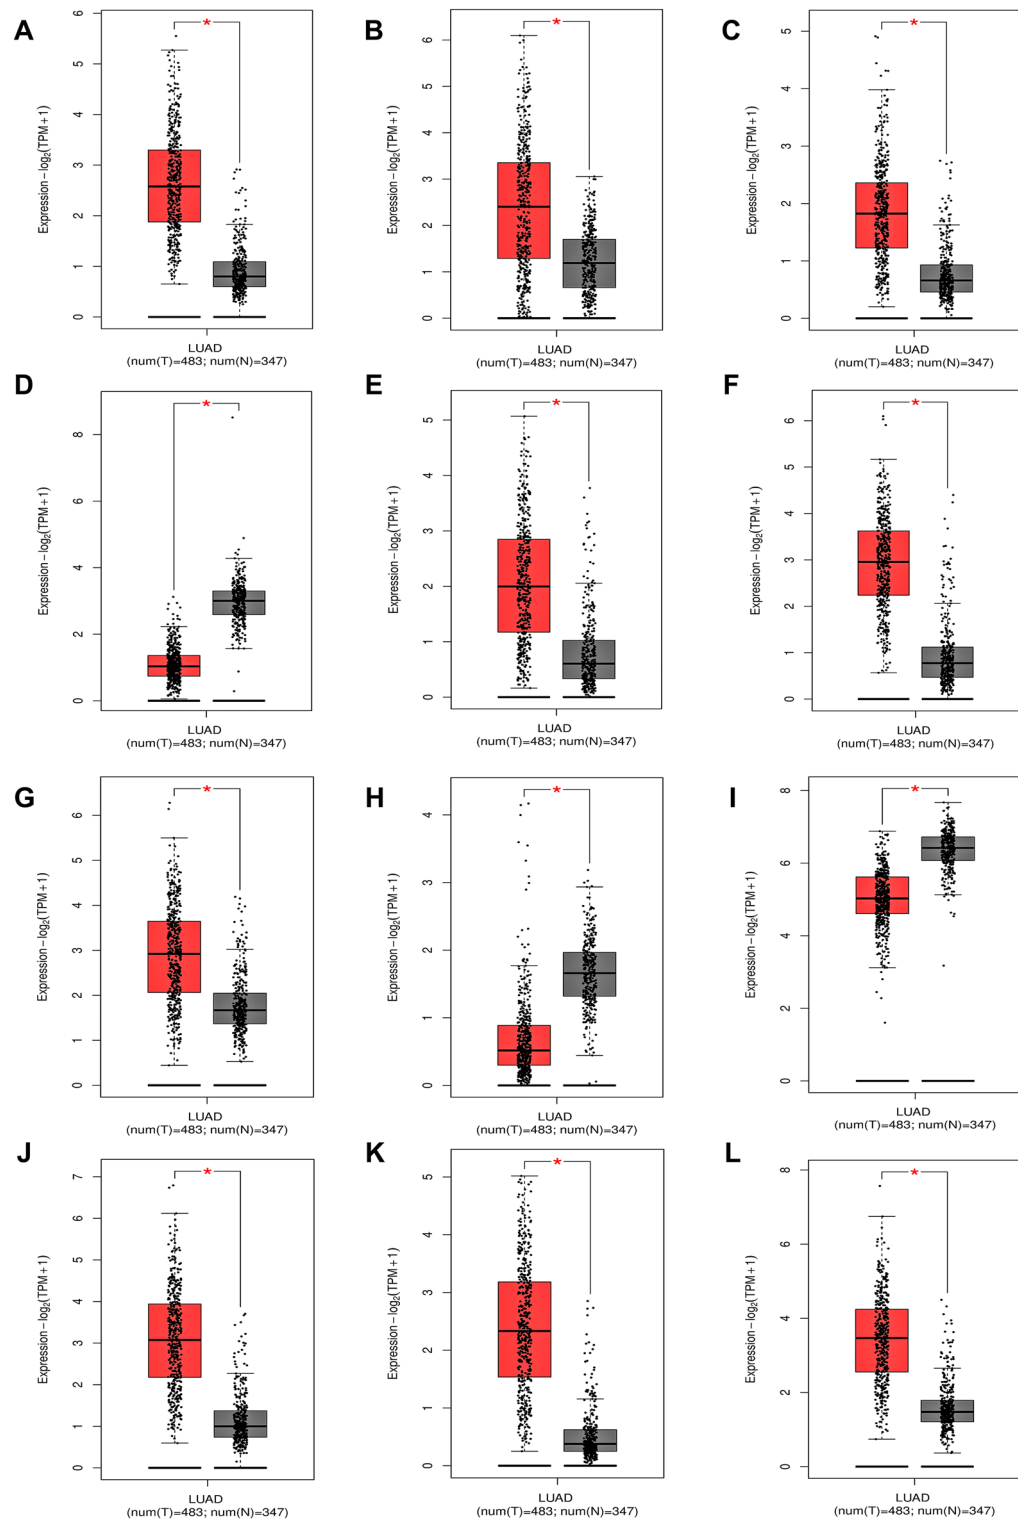 A
*
Expression−log2(TPM+1)
6
5
4
3
2
1
0
LUAD
(num(T)=483; num(N)=347)
B
*
Expression−log2(TPM+1)
6
5
4
3
2
1
0
LUAD
(num(T)=483; num(N)=347)
C
*
Expression−log2(TPM+1)
5
4
3
2
1
0
LUAD
(num(T)=483; num(N)=347)
D
*
Expression−log2(TPM+1)
8
6
4
2
0
LUAD
(num(T)=483; num(N)=347)
E
*
Expression−log2(TPM+1)
5
4
3
2
1
0
LUAD
(num(T)=483; num(N)=347)
F
*
Expression−log2(TPM+1)
6
5
4
3
2
1
0
LUAD
(num(T)=483; num(N)=347)
G
*
Expression−log2(TPM+1)
6
5
4
3
2
1
0
LUAD
(num(T)=483; num(N)=347)
H
*
Expression−log2(TPM+1)
4
3
2
1
0
LUAD
(num(T)=483; num(N)=347)
I
*
Expression−log2(TPM+1)
8
6
4
2
0
LUAD
(num(T)=483; num(N)=347)
J
*
Expression−log2(TPM+1)
7
6
5
4
3
2
1
0
LUAD
(num(T)=483; num(N)=347)
K
*
Expression−log2(TPM+1)
5
4
3
2
1
0
LUAD
(num(T)=483; num(N)=347)
L
*
Expression−log2(TPM+1)
8
6
4
2
0
LUAD
(num(T)=483; num(N)=347)